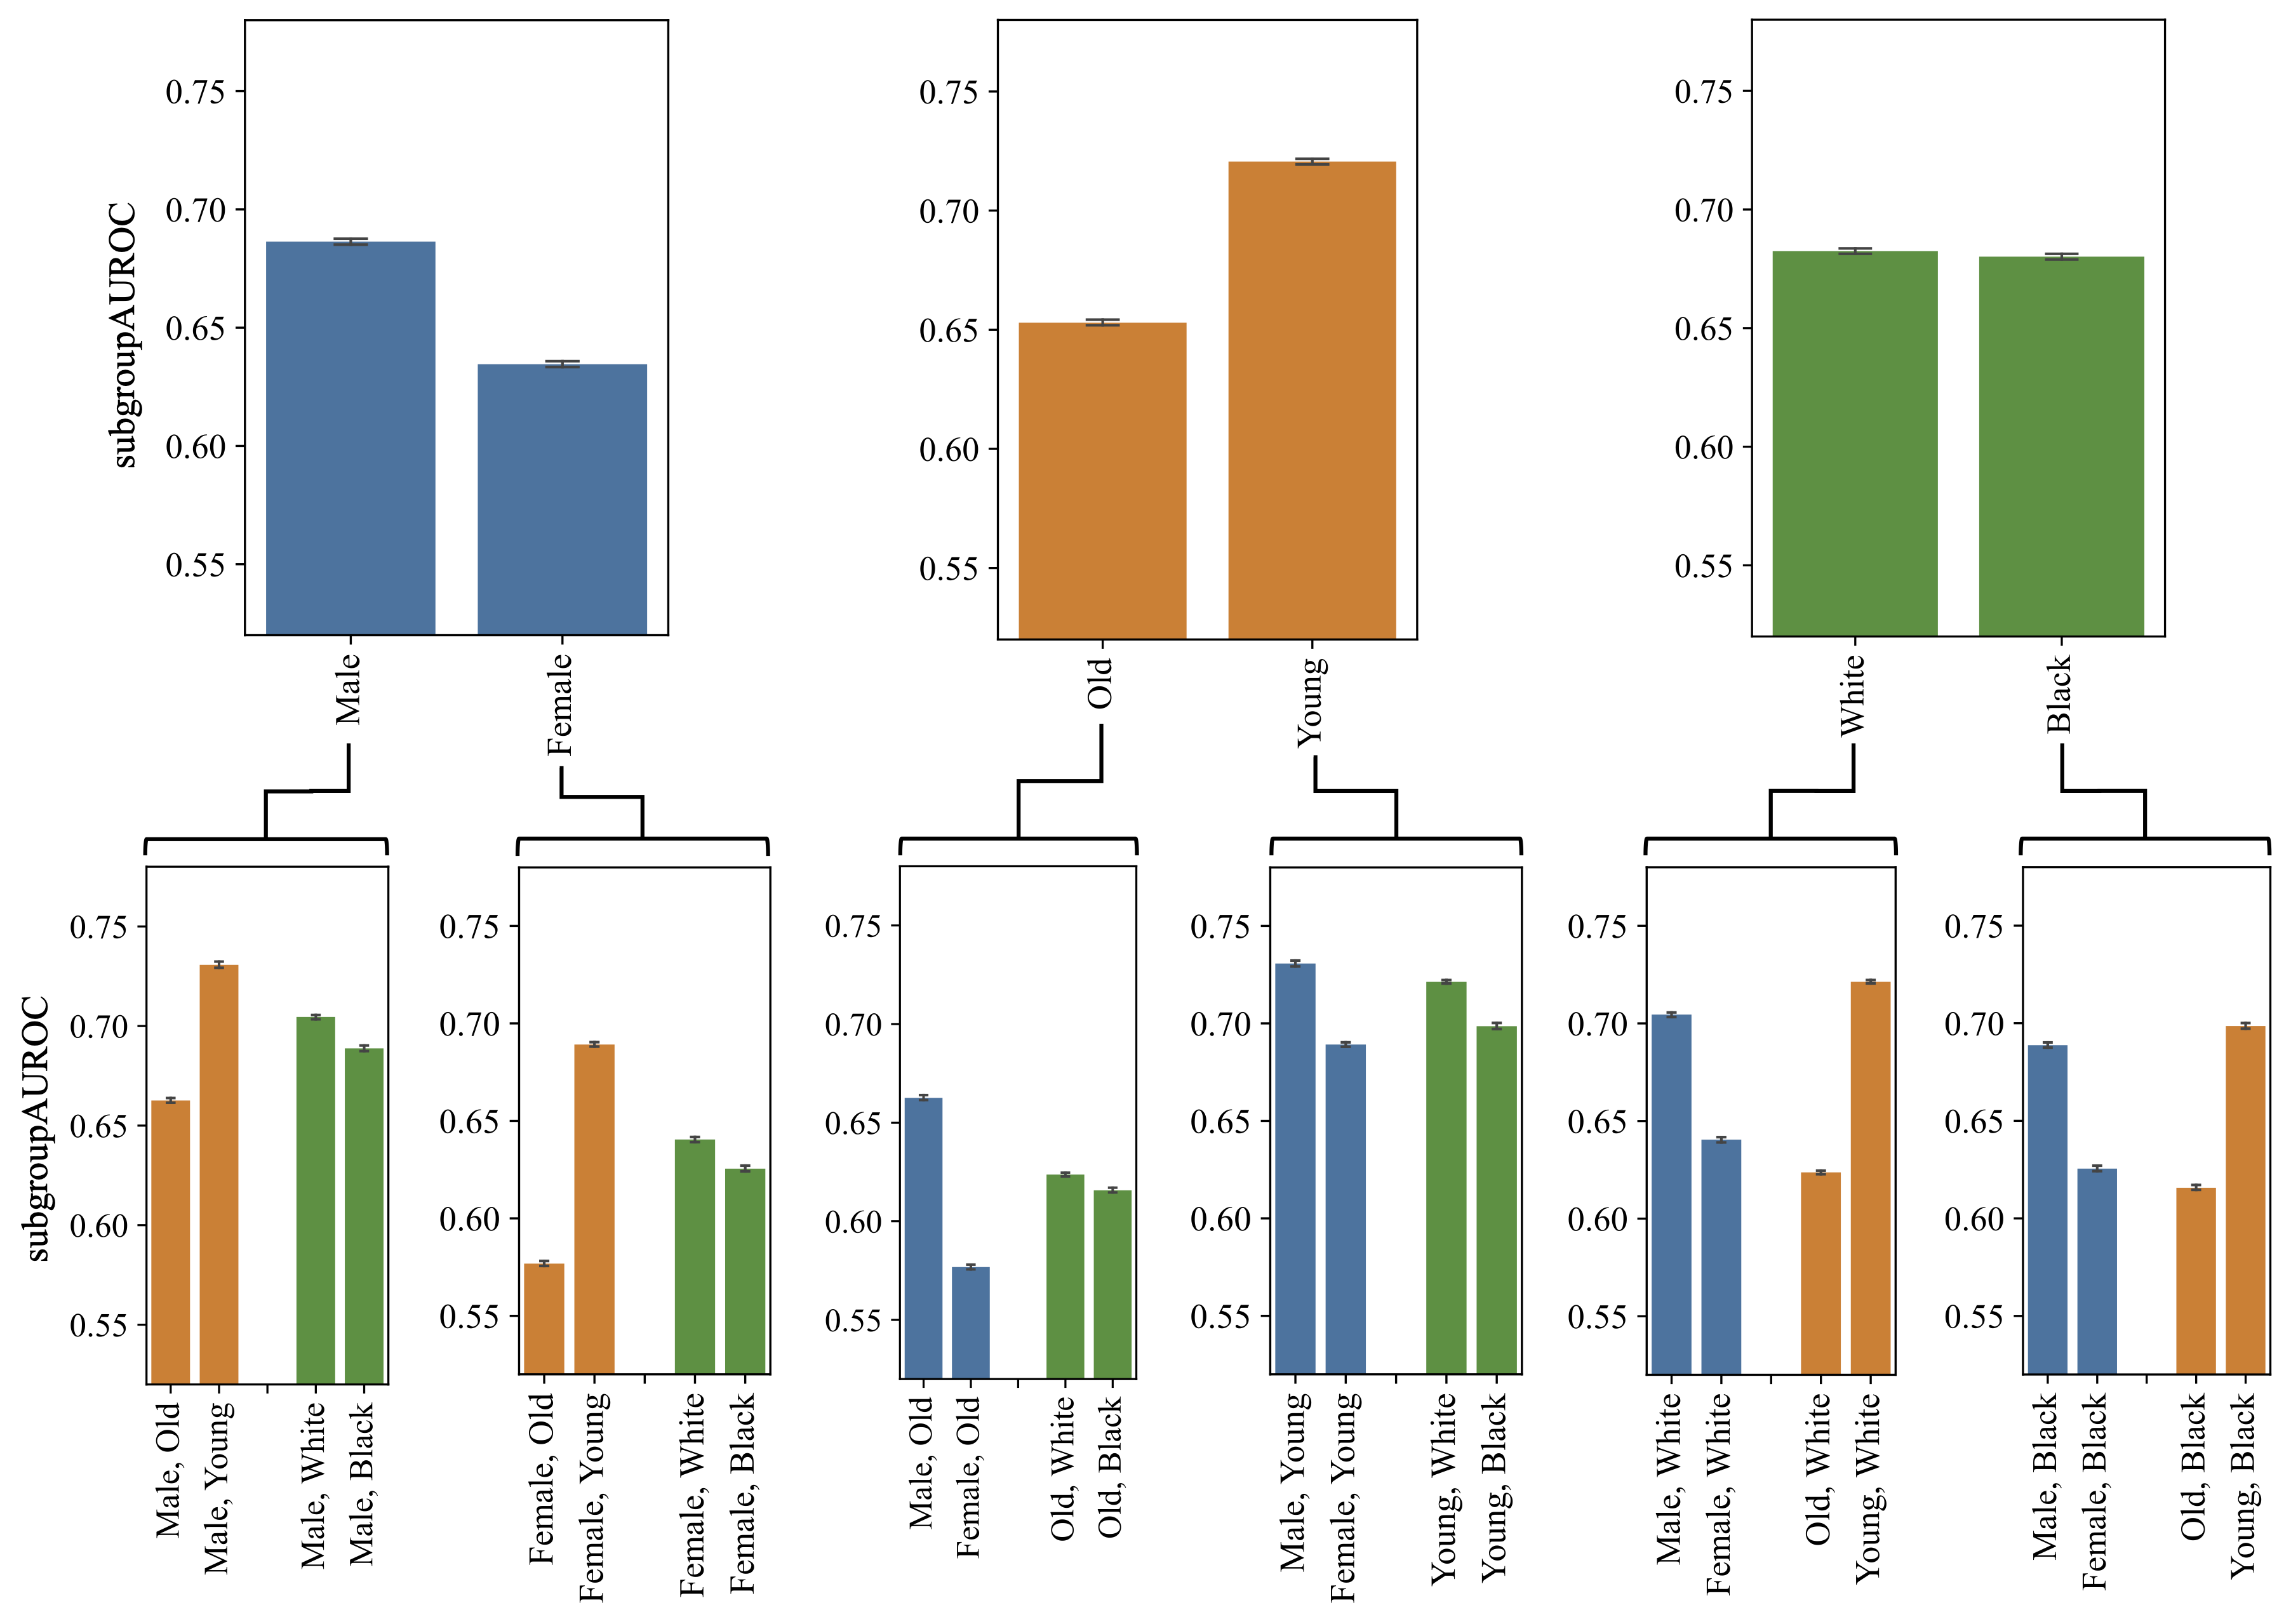 subgroupAUROC
0.75
0.70
0.65
0.60
0.55
Male
Female
0.75
0.70
0.65
0.60
0.55
Old
Young
0.75
0.70
0.65
0.60
0.55
White
Black
subgroupAUROC
0.75
0.70
0.65
0.60
0.55
Male, Old
Male, Young
Male, White
Male, Black
0.75
0.70
0.65
0.60
0.55
Female, Old
Female, Young
Female, White
Female, Black
0.75
0.70
0.65
0.60
0.55
Male, Old
Female, Old
Old, White
Old, Black
0.75
0.70
0.65
0.60
0.55
Male, Young
Female, Young
Young, White
Young, Black
0.75
0.70
0.65
0.60
0.55
Male, White
Female, White
Old, White
Young, White
0.75
0.70
0.65
0.60
0.55
Male, Black
Female, Black
Old, Black
Young, Black